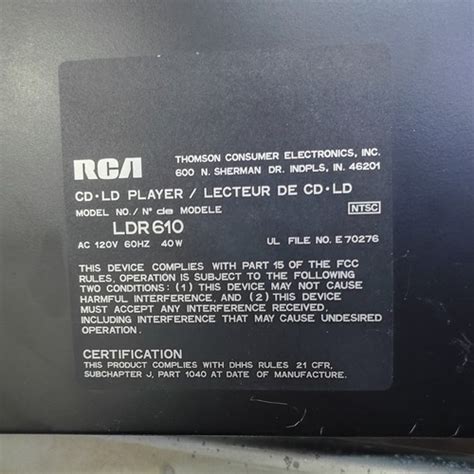 RCA
THOMSON CONSUMER ELECTRONICS, INC.
600 N. SHERMAN DR. INDPLS, IN. 46201
CD·LD PLAYER / LECTEUR DE CD·LD
MODEL NO./N° de MODELE
NTSC
LDR610
AC 120V 60HZ 40W
UL FILE NO. E70276
THIS DEVICE COMPLIES WITH PART 15 OF THE FCC
RULES, OPERATION IS SUBJECT TO THE FOLLOWING
TWO CONDITIONS: (1) THIS DEVICE MAY NOT CAUSE
HARMFUL INTERFERENCE, AND (2) THIS DEVICE
MUST ACCEPT ANY INTERFERENCE RECEIVED,
INCLUDING INTERFERENCE THAT MAY CAUSE UNDESIRED
OPERATION.
CERTIFICATION
THIS PRODUCT COMPLIES WITH DHHS RULES 21 CFR,
SUBCHAPTER J, PART 1040 AT DATE OF MANUFACTURE.